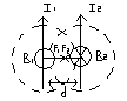 I₁ I₂
B₁ F₁ F₂ B₂
d